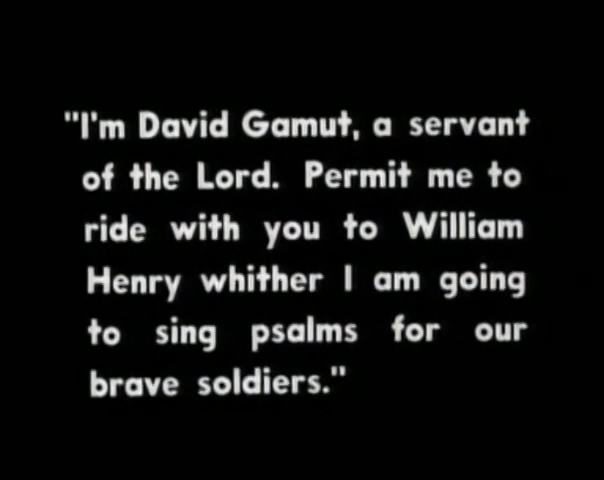 "I'm David Gamut, a servant
of the Lord. Permit me to
ride with you to William
Henry whither I am going
to sing psalms for our
brave soldiers."